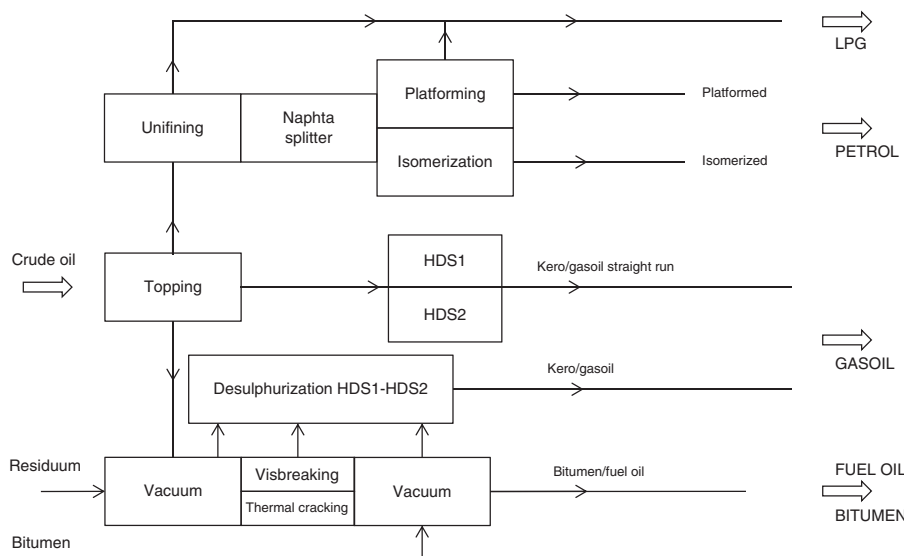 LPG
Platforming
Platformed
Unifining
Naphta
splitter
PETROL
Isomerization
Isomerized
Crude oil
HDS1
Kero/gasoil straight run
Topping
HDS2
GASOIL
Desulphurization HDS1-HDS2
Kero/gasoil
Residuum
Vacuum
Visbreaking
Thermal cracking
Vacuum
Bitumen/fuel oil
FUEL OIL
BITUMEN
Bitumen